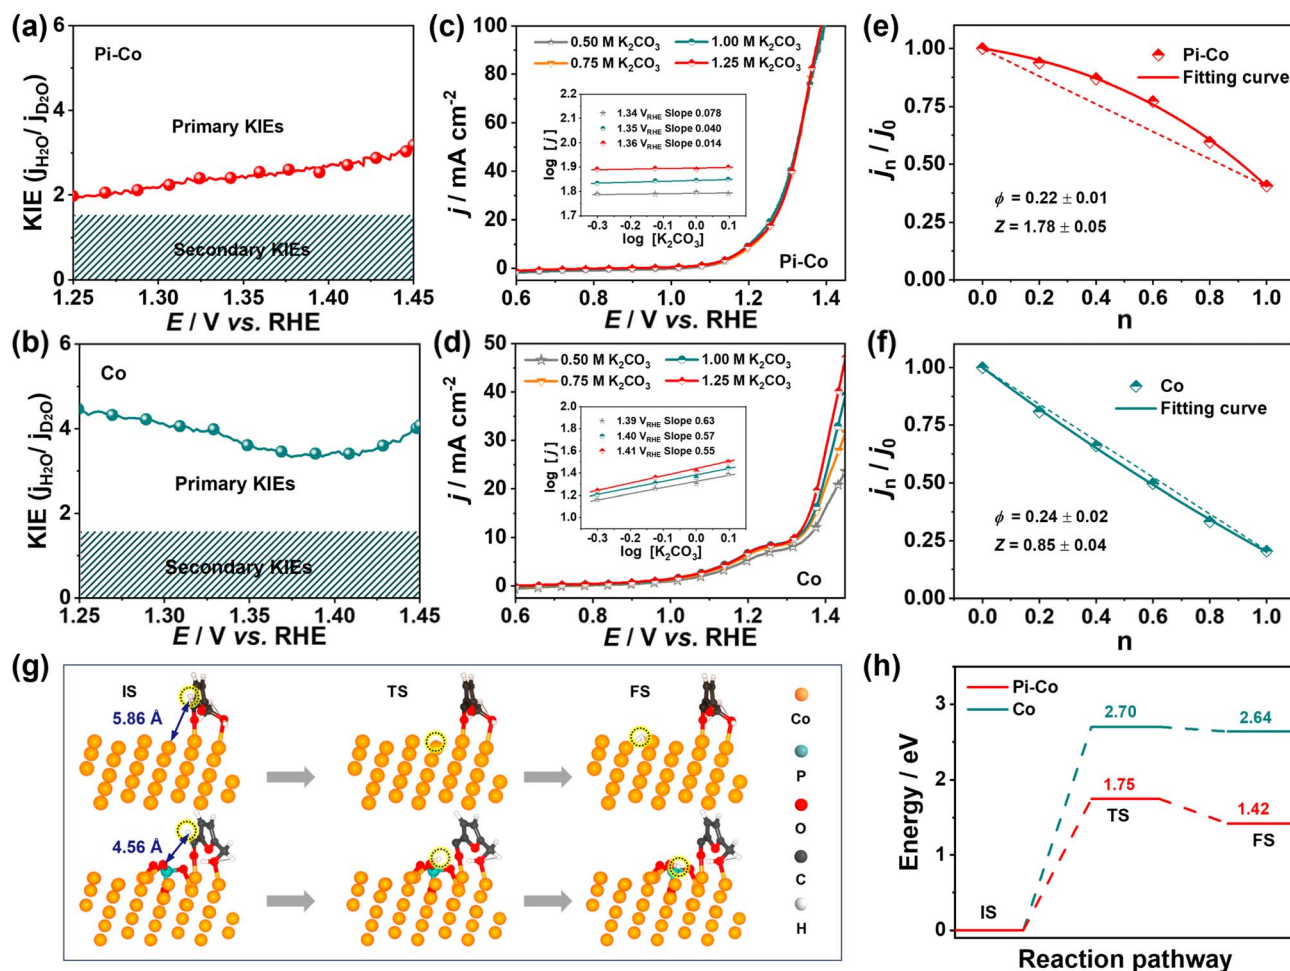 (a)
6
4
2
0
KIE (jH2O/ jD2O)
Pi-Co
Primary KIEs
Secondary KIEs
1.25
1.30
1.35
1.40
1.45
E / V vs. RHE
(c)
100
80
60
40
20
0
j / mA cm⁻²
0.50 M K₂CO₃
1.00 M K₂CO₃
0.75 M K₂CO₃
1.25 M K₂CO₃
2.2
2.1
2.0
1.9
1.8
1.7
log [j]
1.34 VRHE Slope 0.078
1.35 VRHE Slope 0.040
1.36 VRHE Slope 0.014
-0.3
-0.2
-0.1
0.0
0.1
log [K₂CO₃]
Pi-Co
0.6
0.8
1.0
1.2
1.4
E / V vs. RHE
(e)
1.00
0.75
0.50
0.25
0.00
jn / j0
Pi-Co
Fitting curve
ϕ = 0.22 ± 0.01
Z = 1.78 ± 0.05
0.0
0.2
0.4
0.6
0.8
1.0
n
(b)
6
4
2
0
KIE (jH2O/ jD2O)
Co
Primary KIEs
Secondary KIEs
1.25
1.30
1.35
1.40
1.45
E / V vs. RHE
(d)
50
40
30
20
10
0
j / mA cm⁻²
0.50 M K₂CO₃
1.00 M K₂CO₃
0.75 M K₂CO₃
1.25 M K₂CO₃
2.0
1.8
1.6
1.4
1.2
1.0
log [j]
1.39 VRHE Slope 0.63
1.40 VRHE Slope 0.57
1.41 VRHE Slope 0.55
-0.3
-0.2
-0.1
0.0
0.1
log [K₂CO₃]
Co
0.6
0.8
1.0
1.2
1.4
E / V vs. RHE
(f)
1.00
0.75
0.50
0.25
0.00
jn / j0
Co
Fitting curve
ϕ = 0.24 ± 0.02
Z = 0.85 ± 0.04
0.0
0.2
0.4
0.6
0.8
1.0
n
(g)
IS
TS
FS
5.86 Å
4.56 Å
Co
P
O
C
H
(h)
3
2
1
0
Energy / eV
Pi-Co
Co
2.70
2.64
1.75
TS
1.42
FS
IS
Reaction pathway